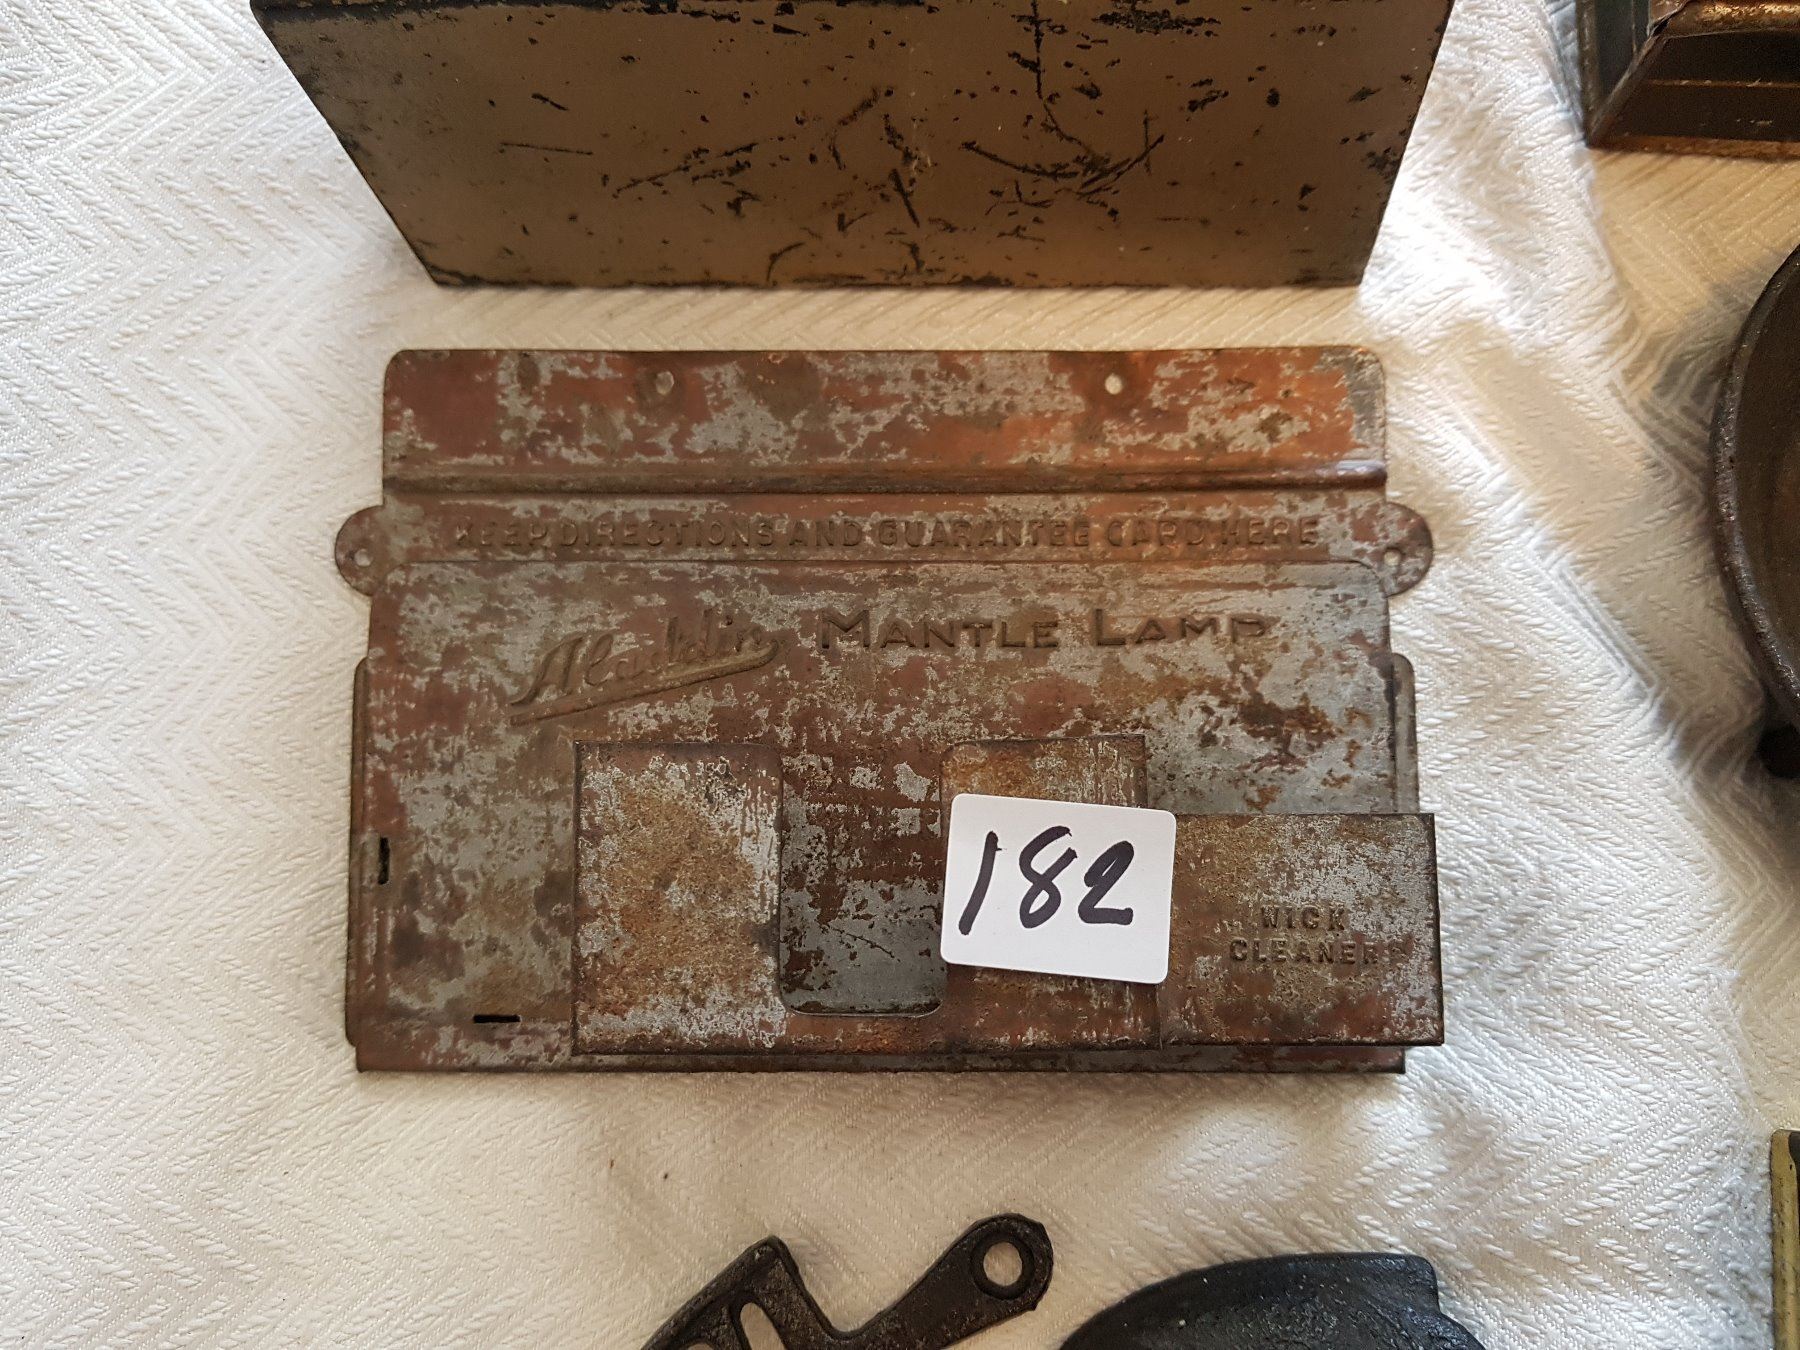 KEEP DIRECTIONS AND GUARANTEE CARD HERE
Aladdin MANTLE LAMP
182
WICK
CLEANER